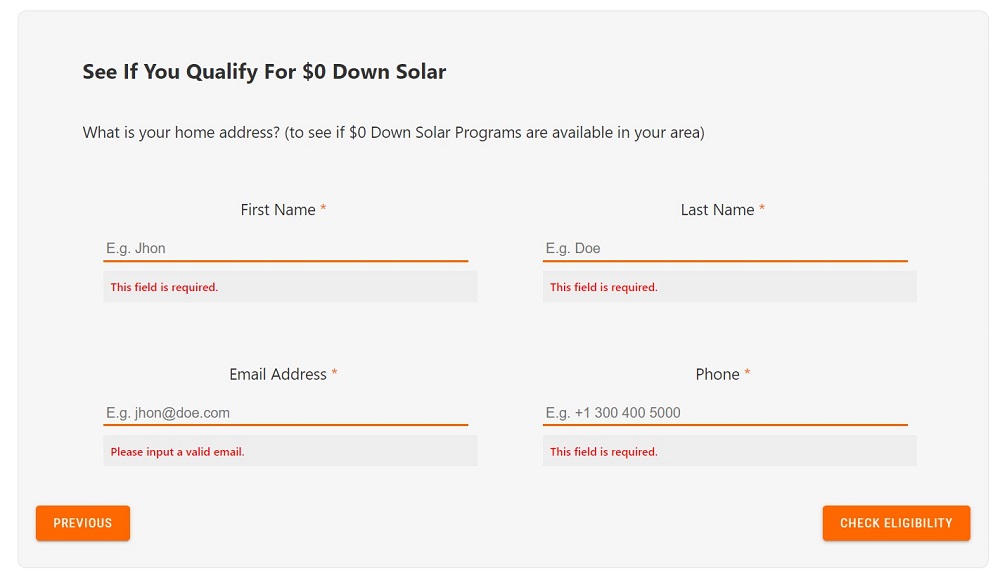 See If You Qualify For $0 Down Solar
What is your home address? (to see if $0 Down Solar Programs are available in your area)
First Name *
Last Name *
E.g. Jhon
E.g. Doe
This field is required.
This field is required.
Email Address *
Phone *
E.g. jhon@doe.com
E.g. +1 300 400 5000
Please input a valid email.
This field is required.
PREVIOUS
CHECK ELIGIBILITY